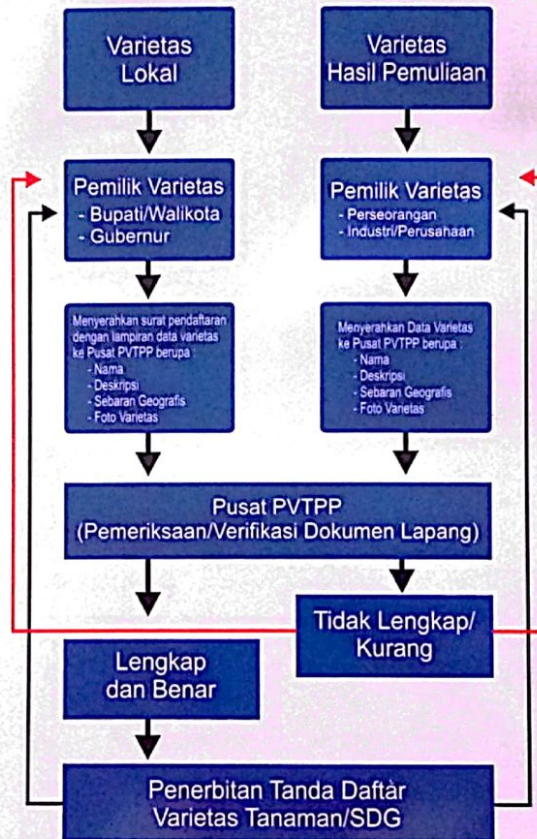 Varietas
Lokal
Varietas
Hasil Pemuliaan
Pemilik Varietas
- Bupati/Walikota
- Gubernur
Pemilik Varietas
- Perseorangan
- Industri/Perusahaan
Menyerahkan surat pendaftaran
dengan lampiran data varietas
ke Pusat PVTPP berupa :
- Nama
- Deskripsi
- Sebaran Geografis
- Foto Varietas
Menyerahkan Data Varietas
ke Pusat PVTPP berupa :
- Nama
- Deskripsi
- Sebaran Geografis
- Foto Varietas
Pusat PVTPP
(Pemeriksaan/Verifikasi Dokumen Lapang)
Tidak Lengkap/
Kurang
Lengkap
dan Benar
Penerbitan Tanda Daftar
Varietas Tanaman/SDG